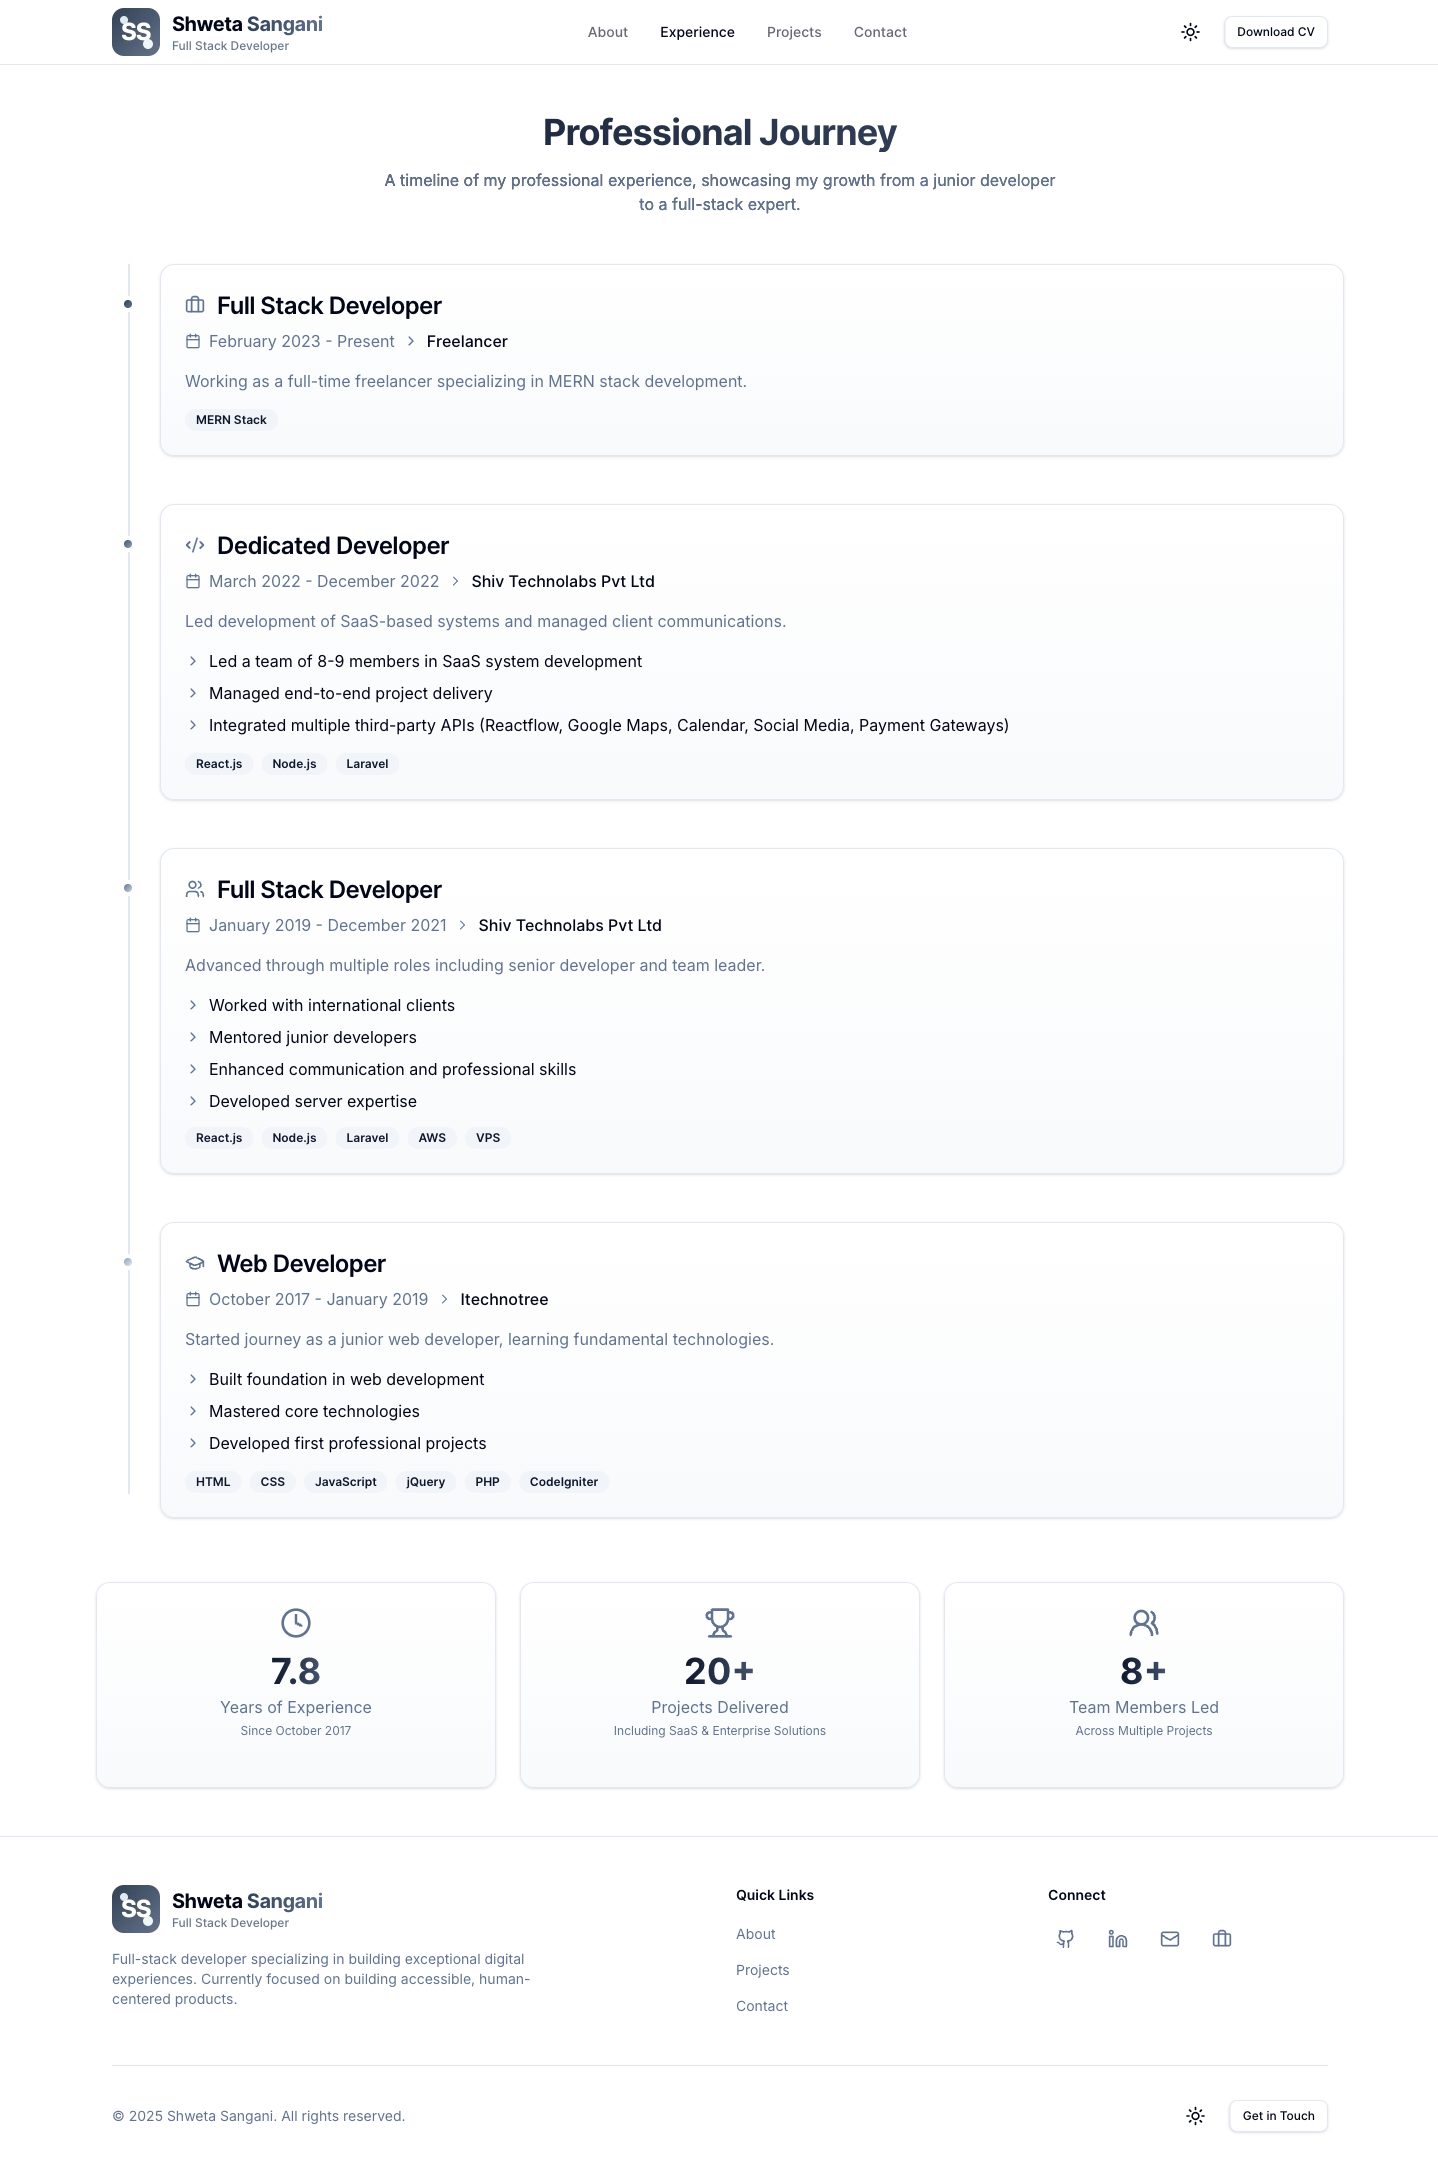 SS
Shweta Sangani
Full Stack Developer
About Experience Projects Contact
Download CV
Professional Journey
A timeline of my professional experience, showcasing my growth from a junior developer
to a full-stack expert.
Full Stack Developer
February 2023 - Present Freelancer
Working as a full-time freelancer specializing in MERN stack development.
MERN Stack
Dedicated Developer
March 2022 - December 2022 Shiv Technolabs Pvt Ltd
Led development of SaaS-based systems and managed client communications.
Led a team of 8-9 members in SaaS system development
Managed end-to-end project delivery
Integrated multiple third-party APIs (Reactflow, Google Maps, Calendar, Social Media, Payment Gateways)
React.js Node.js Laravel
Full Stack Developer
January 2019 - December 2021 Shiv Technolabs Pvt Ltd
Advanced through multiple roles including senior developer and team leader.
Worked with international clients
Mentored junior developers
Enhanced communication and professional skills
Developed server expertise
React.js Node.js Laravel AWS VPS
Web Developer
October 2017 - January 2019 Itechnotree
Started journey as a junior web developer, learning fundamental technologies.
Built foundation in web development
Mastered core technologies
Developed first professional projects
HTML CSS JavaScript jQuery PHP CodeIgniter
7.8
Years of Experience
Since October 2017
20+
Projects Delivered
Including SaaS & Enterprise Solutions
8+
Team Members Led
Across Multiple Projects
SS
Shweta Sangani
Full Stack Developer
Full-stack developer specializing in building exceptional digital
experiences. Currently focused on building accessible, human-
centered products.
Quick Links
About
Projects
Contact
Connect
© 2025 Shweta Sangani. All rights reserved.
Get in Touch